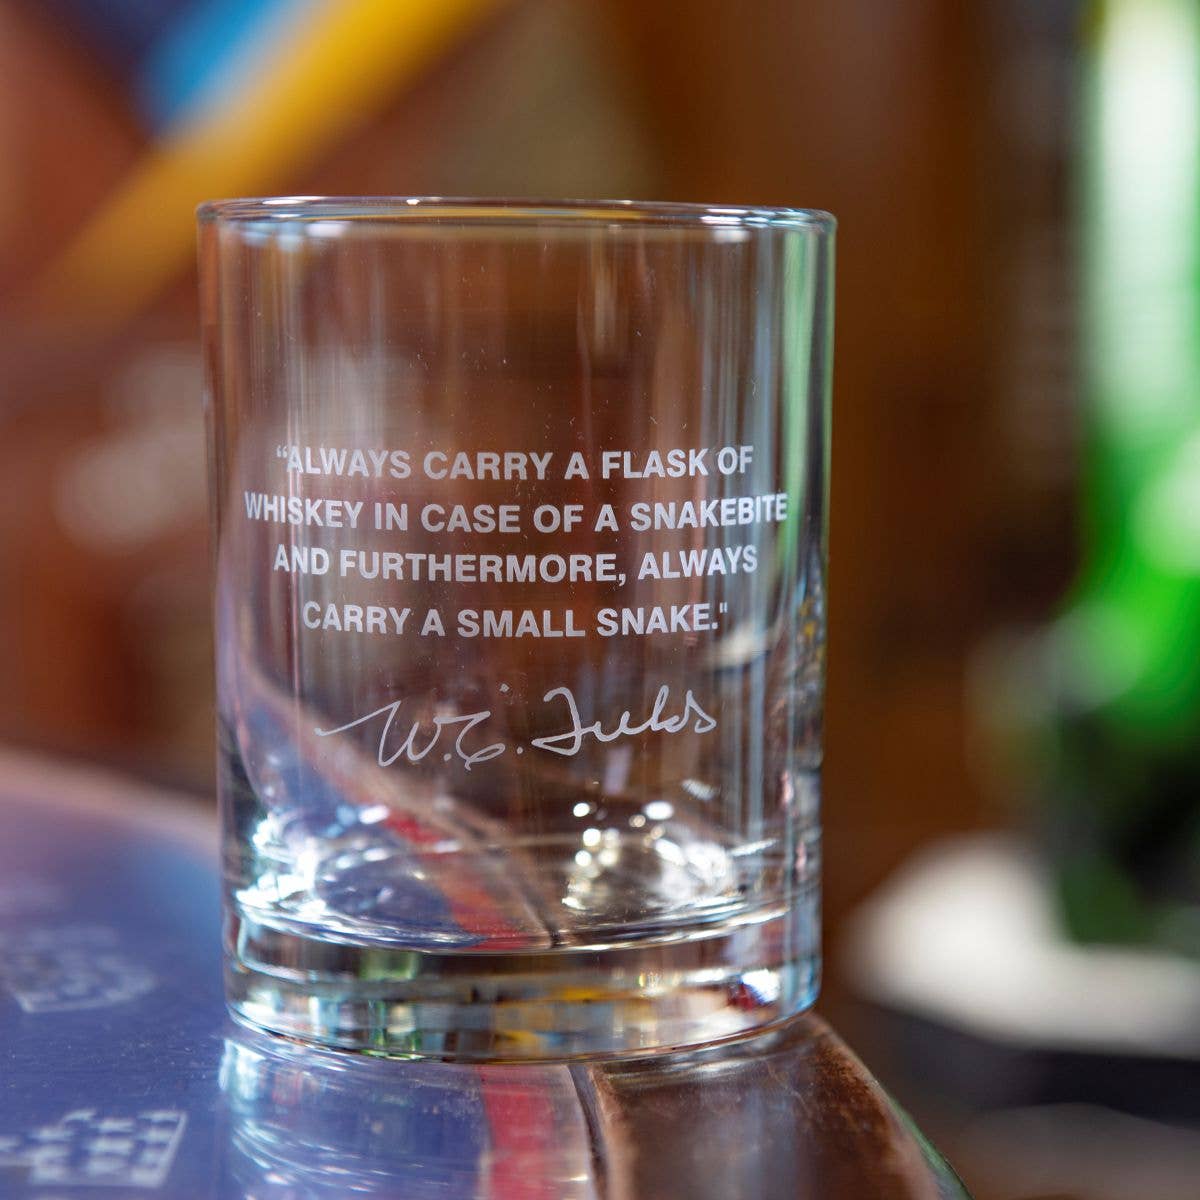 “ALWAYS CARRY A FLASK OF
WHISKEY IN CASE OF A SNAKEBITE
AND FURTHERMORE, ALWAYS
CARRY A SMALL SNAKE."
W.C. Fields